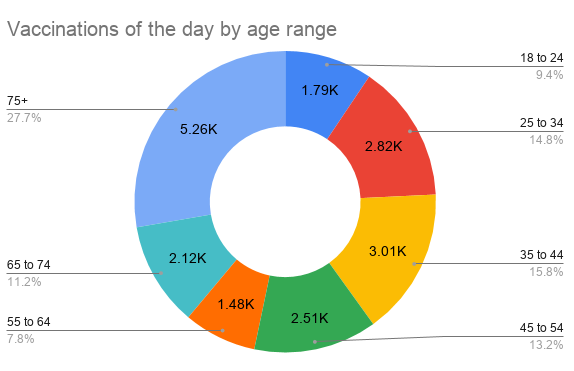 Vaccinations of the day by age range
18 to 24
9.4%
1.79K
25 to 34
14.8%
2.82K
35 to 44
15.8%
3.01K
45 to 54
13.2%
2.51K
55 to 64
7.8%
1.48K
65 to 74
11.2%
2.12K
75+
27.7%
5.26K